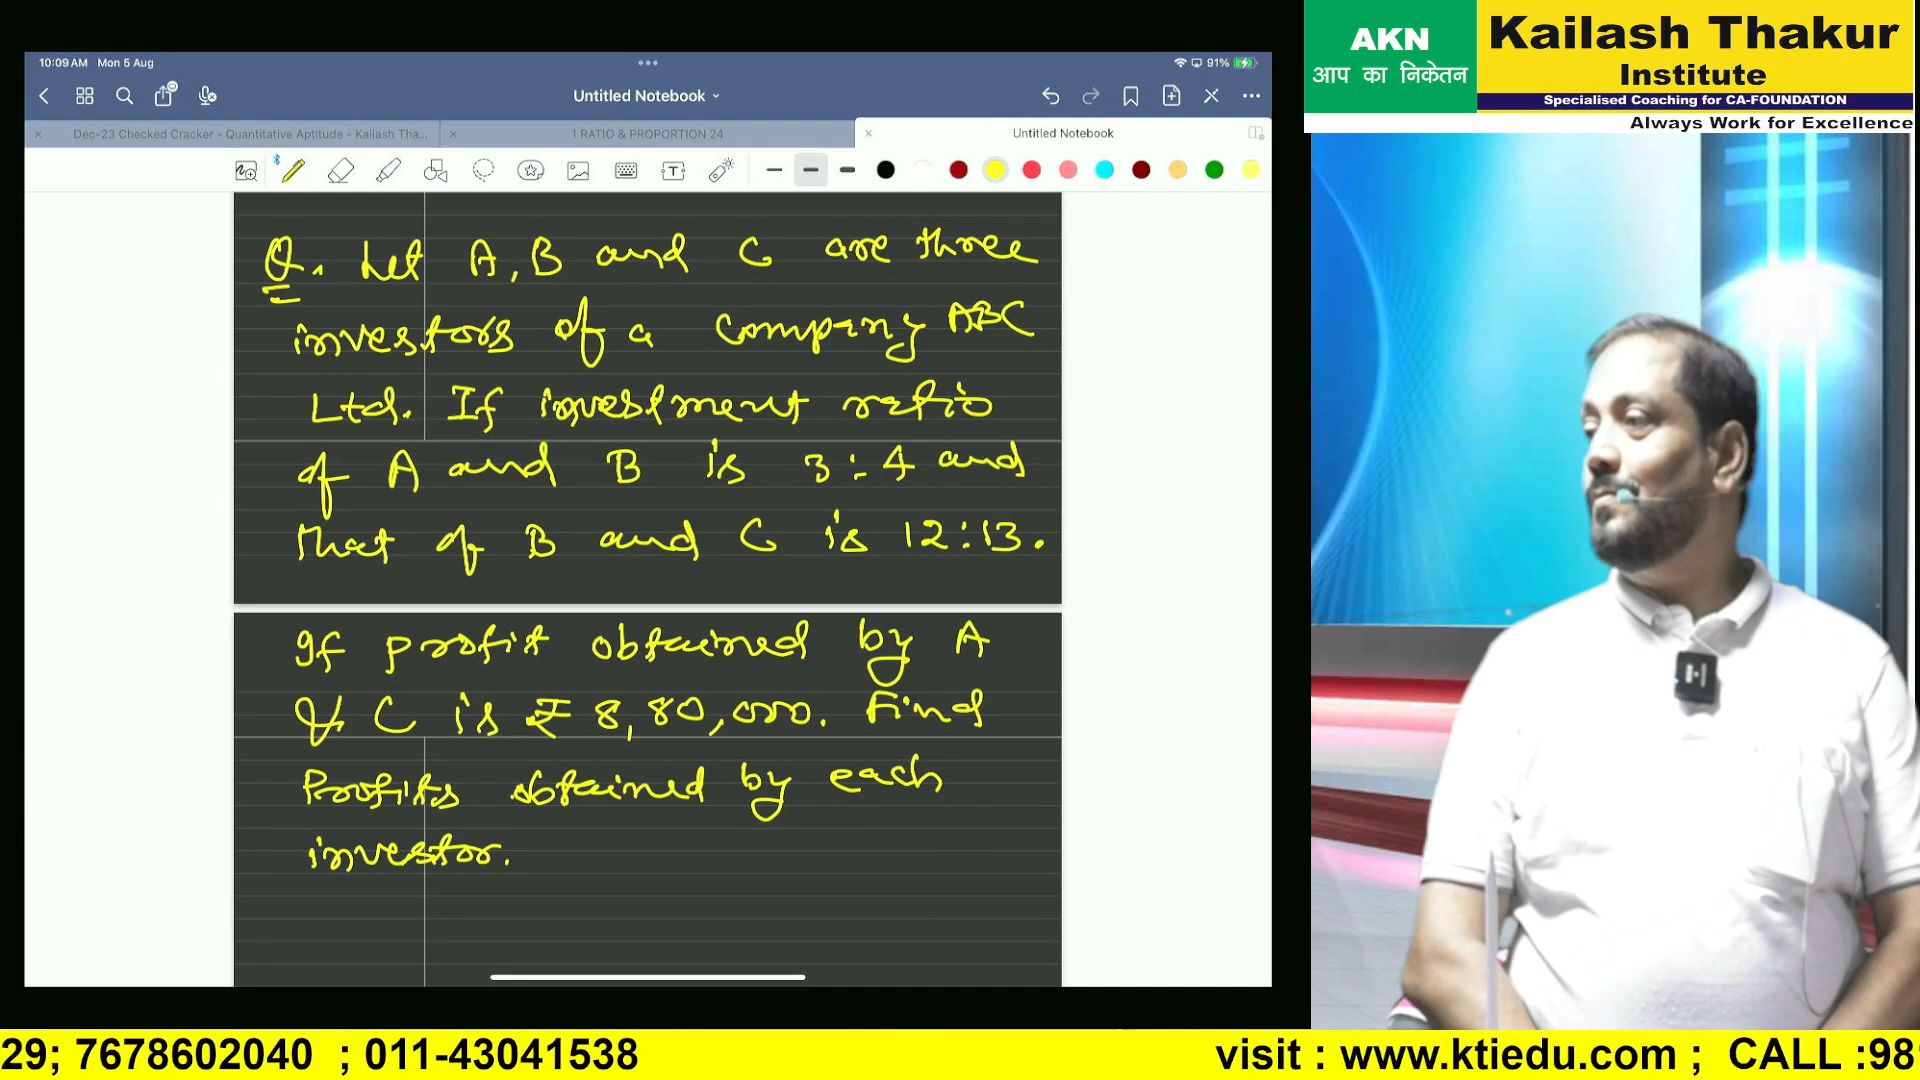 10:09 AM Mon 5 Aug
91%
Untitled Notebook
Dec-23 Checked Cracker - Quantitative Aptitude - Kailash Tha...
1 RATIO & PROPORTION 24
Untitled Notebook
Q. Let A, B and C are three
investors of a company ABC
Ltd. If investment ratio
of A and B is 3:4 and
that of B and C is 12:13.
If profit obtained by A
& C is ₹ 8,80,000. Find
Profits obtained by each
investor.
AKN
आप का निकेतन
Kailash Thakur
Institute
Specialised Coaching for CA-FOUNDATION
Always Work for Excellence
29; 7678602040 ; 011-43041538 visit : www.ktiedu.com ; CALL :98